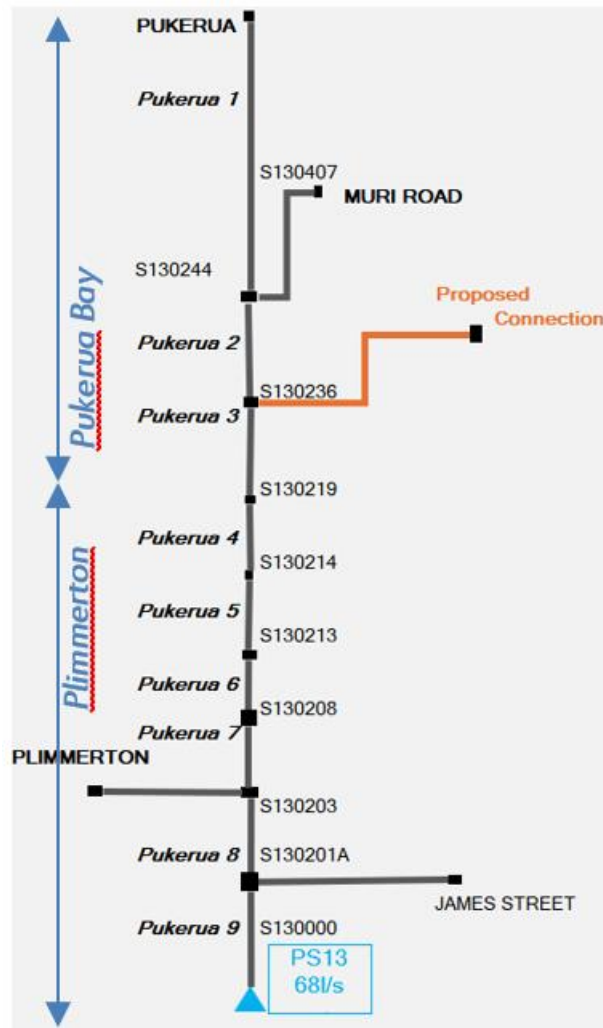 PUKERUA
Pukerua 1
S130407
MURI ROAD
S130244
Proposed
Connection
Pukerua 2
S130236
Pukerua 3
Pukerua Bay
S130219
Pukerua 4
S130214
Pukerua 5
S130213
Plimmerton
Pukerua 6
S130208
Pukerua 7
PLIMMERTON
S130203
Pukerua 8
S130201A
JAMES STREET
Pukerua 9
S130000
PS13
68l/s